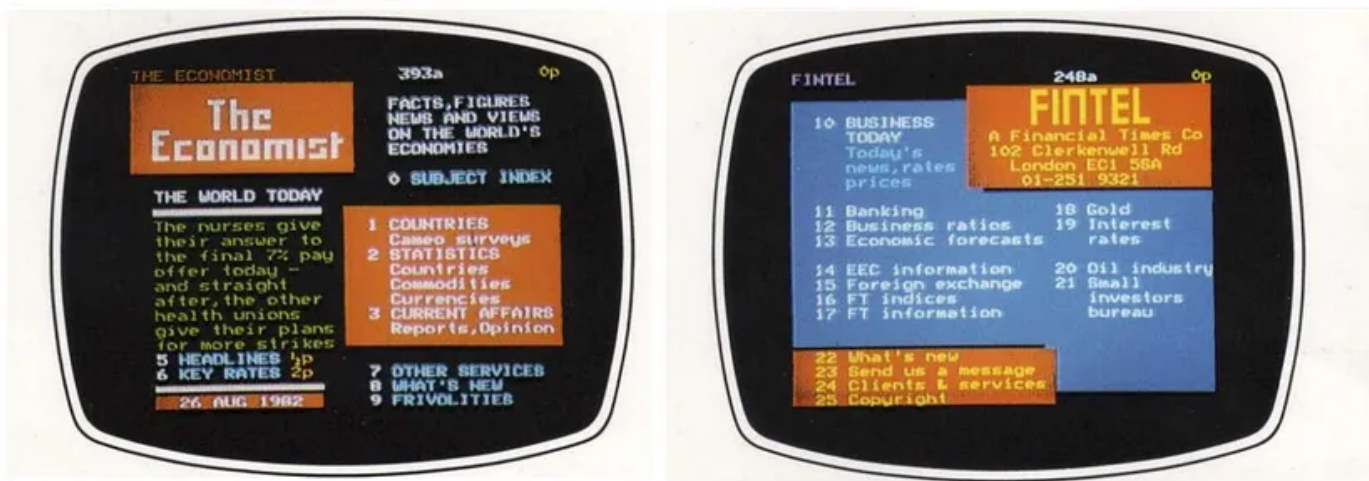 THE ECONOMIST 393a 0p
The
Economist
FACTS,FIGURES
NEWS AND VIEWS
ON THE WORLD'S
ECONOMIES
0 SUBJECT INDEX
THE WORLD TODAY
The nurses give
their answer to
the final 7% pay
offer today -
and straight
after,the other
health unions
give their plans
for more strikes
5 HEADLINES ½p
6 KEY RATES 2p
26 AUG 1982
1 COUNTRIES
Cameo surveys
2 STATISTICS
Countries
Commodities
Currencies
3 CURRENT AFFAIRS
Reports,Opinion
7 OTHER SERVICES
8 WHAT'S NEW
9 FRIVOLITIES
FINTEL 248a 0p
FINTEL
A Financial Times Co
102 Clerkenwell Rd
London EC1 5SA
01-251 9321
10 BUSINESS
TODAY
Today's
news,rates
prices
11 Banking
12 Business ratios
13 Economic forecasts
14 EEC information
15 Foreign exchange
16 FT indices
17 FT information
18 Gold
19 Interest
rates
20 Oil industry
21 Small
investors
bureau
22 What's new
23 Send us a message
24 Clients & services
25 Copyright